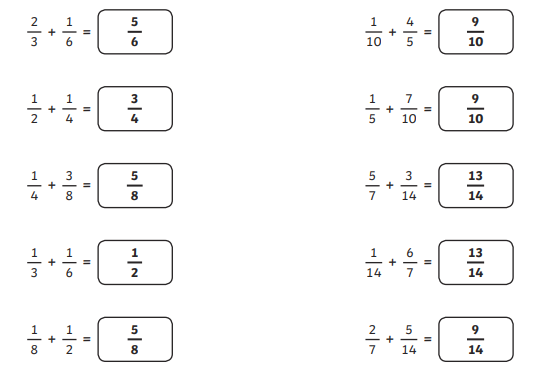 2/3 + 1/6 = 5/6
1/2 + 1/4 = 3/4
1/4 + 3/8 = 5/8
1/3 + 1/6 = 1/2
1/8 + 1/2 = 5/8
1/10 + 4/5 = 9/10
1/5 + 7/10 = 9/10
5/7 + 3/14 = 13/14
1/14 + 6/7 = 13/14
2/7 + 5/14 = 9/14